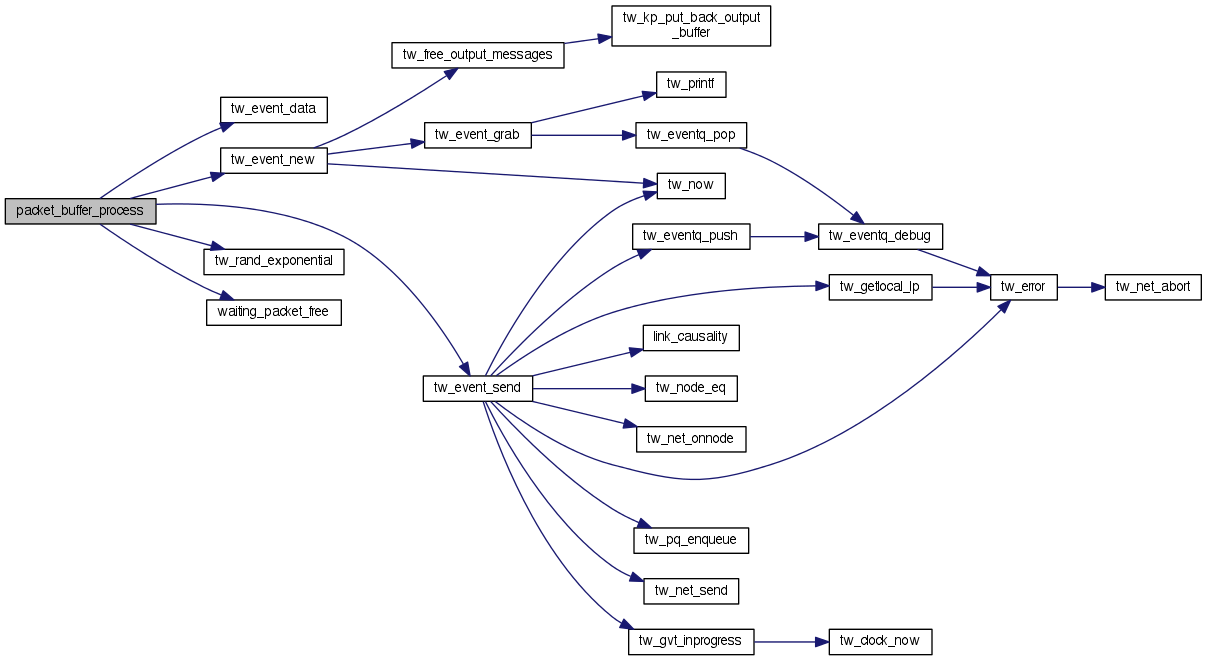 tw_kp_put_back_output
_buffer
tw_free_output_messages
tw_printf
tw_event_data
tw_event_grab
tw_eventq_pop
tw_event_new
tw_now
packet_buffer_process
tw_eventq_push
tw_eventq_debug
tw_rand_exponential
tw_getlocal_lp
tw_error
tw_net_abort
waiting_packet_free
link_causality
tw_event_send
tw_node_eq
tw_net_onnode
tw_pq_enqueue
tw_net_send
tw_gvt_inprogress
tw_clock_now